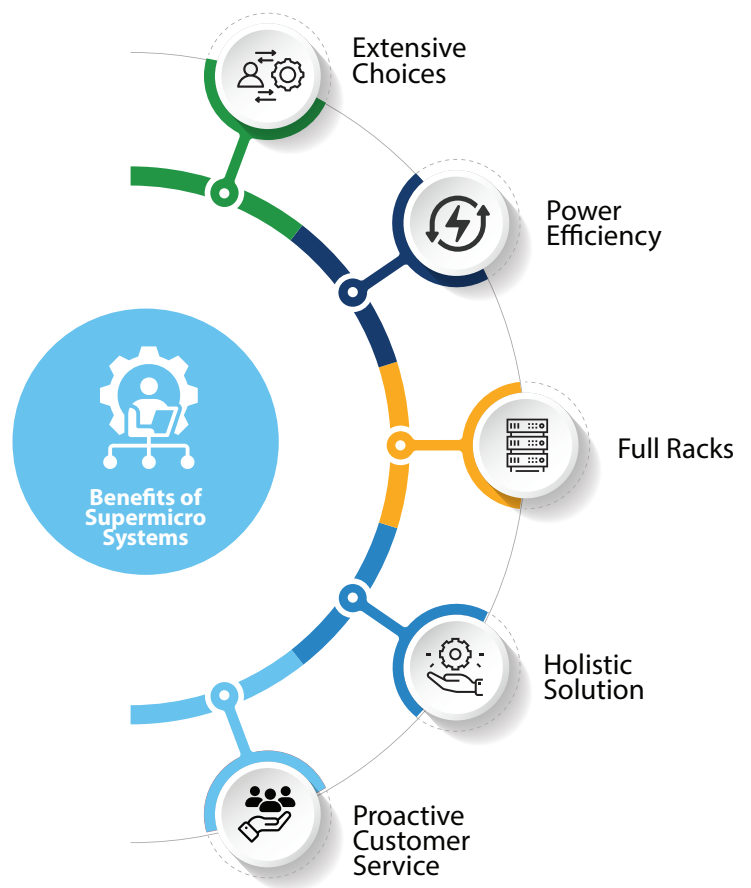 Extensive
Choices
Power
Efficiency
Full Racks
Benefits of
Supermicro
Systems
Holistic
Solution
Proactive
Customer
Service